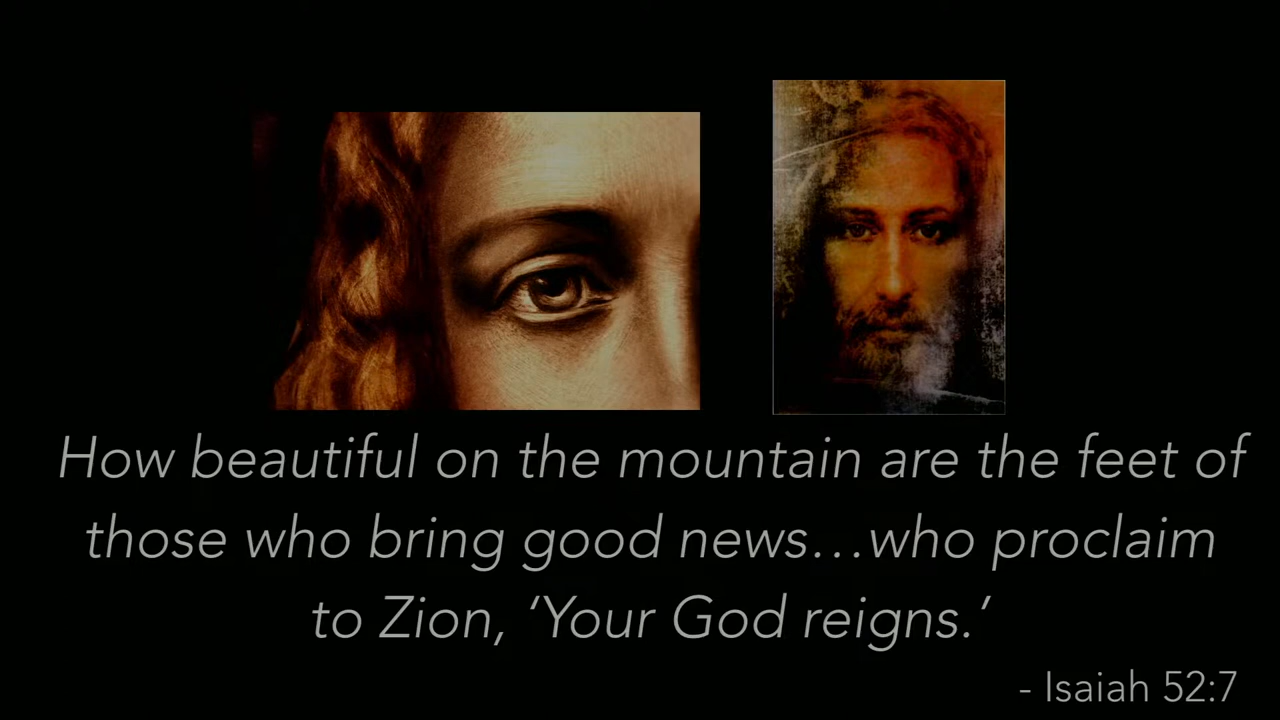 How beautiful on the mountain are the feet of
those who bring good news…who proclaim
to Zion, ‘Your God reigns.’
- Isaiah 52:7